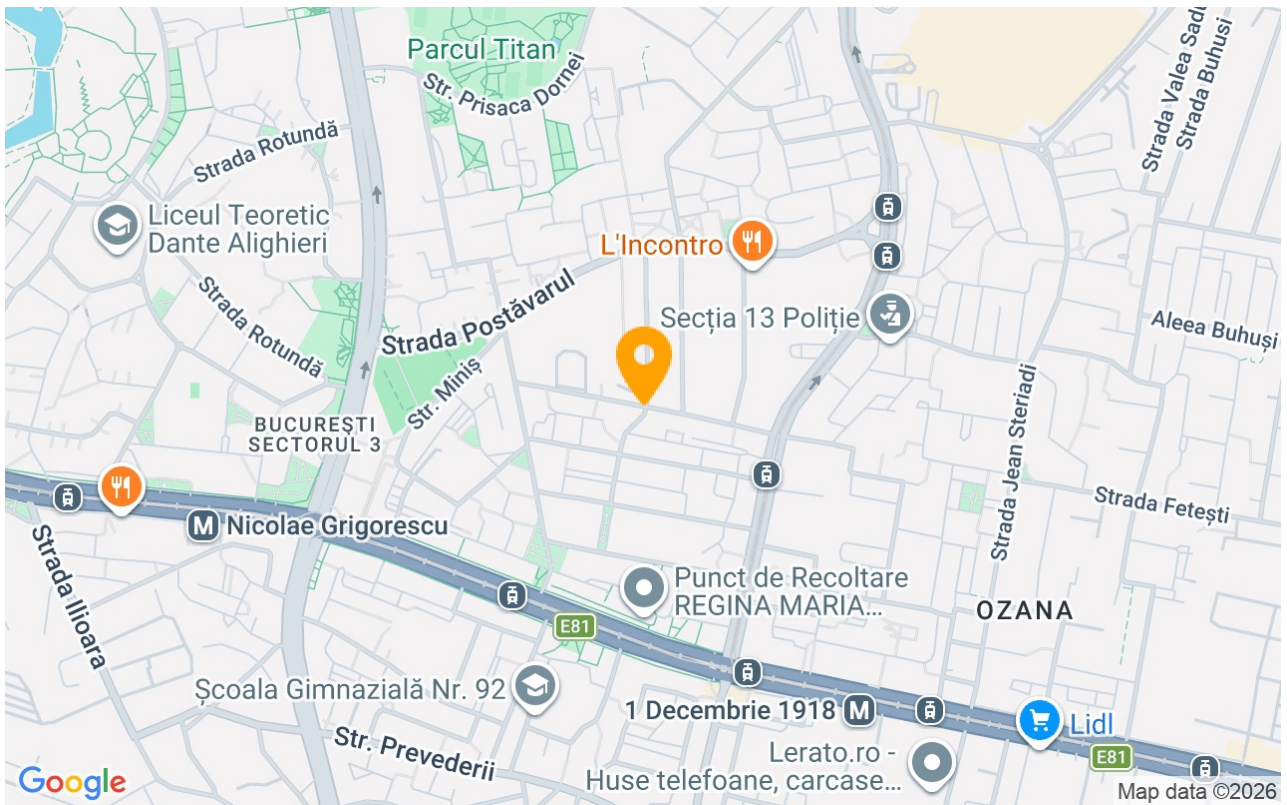 Parcul Titan
Str. Prisaca Dornei
Strada Valea Sadu
Strada Buhusi
Strada Rotundă
Liceul Teoretic
Dante Alighieri
L'Incontro
Strada Rotundă
Strada Postăvarul
Secția 13 Poliție
Aleea Buhuși
Str. Miniș
BUCUREȘTI
SECTORUL 3
Strada Jean Steriadi
Strada Fetești
M Nicolae Grigorescu
Strada Ilioara
Punct de Recoltare
REGINA MARIA...
OZANA
E81
Școala Gimnazială Nr. 92
1 Decembrie 1918 M
Lidl
Str. Prevederii
Lerato.ro -
Huse telefoane, carcase...
E81
Google
Map data ©2026